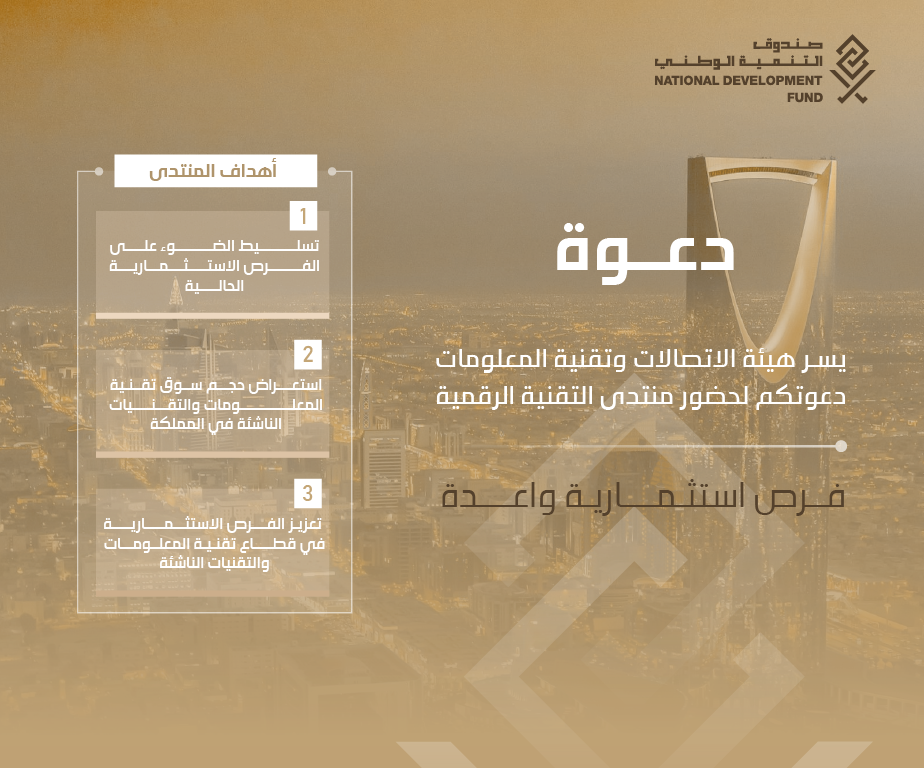 صندوق
التنمية الوطني
NATIONAL DEVELOPMENT
FUND
دعوة
يسر هيئة الاتصالات وتقنية المعلومات
دعوتكم لحضور منتدى التقنية الرقمية
فرص استثمارية واعدة
أهداف المنتدى
1
تسليط الضوء على
الفرص الاستثمارية
الحالية
2
استعراض حجم سوق تقنية
المعلومات والتقنيات
الناشئة في المملكة
3
تعزيز الفرص الاستثمارية
في قطاع تقنية المعلومات
والتقنيات الناشئة